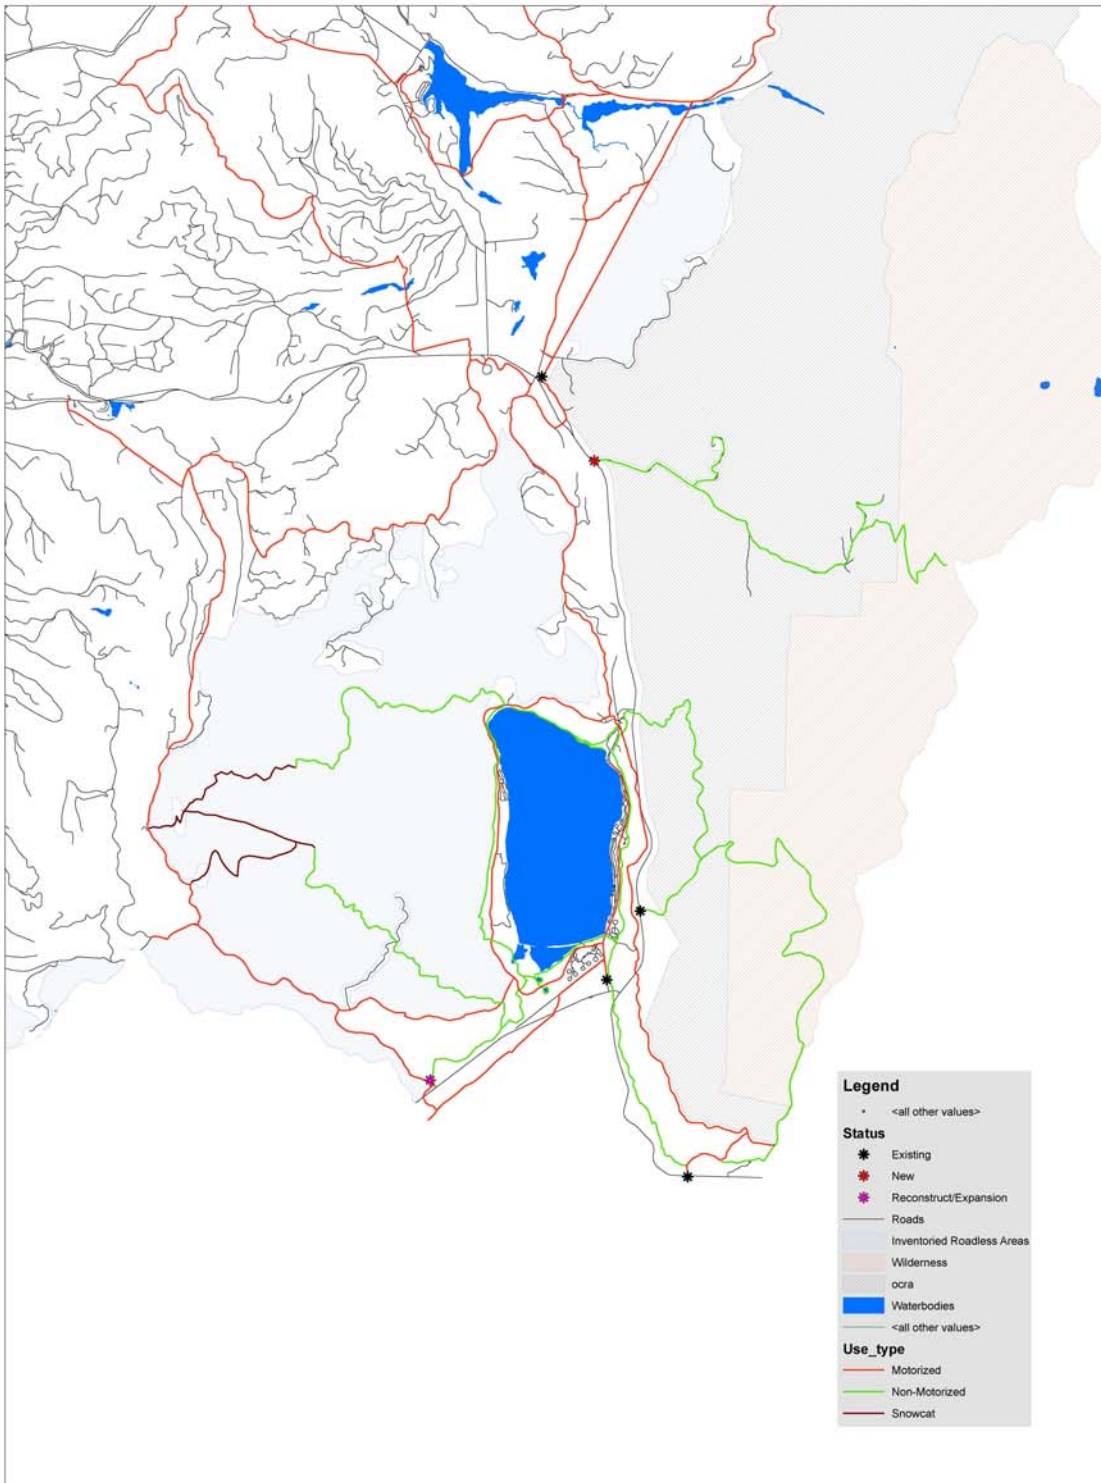 Legend
<all other values>
Status
Existing
New
Reconstruct/Expansion
Roads
Inventoried Roadless Areas
Wilderness
ocra
Waterbodies
<all other values>
Use_type
Motorized
Non-Motorized
Snowcat